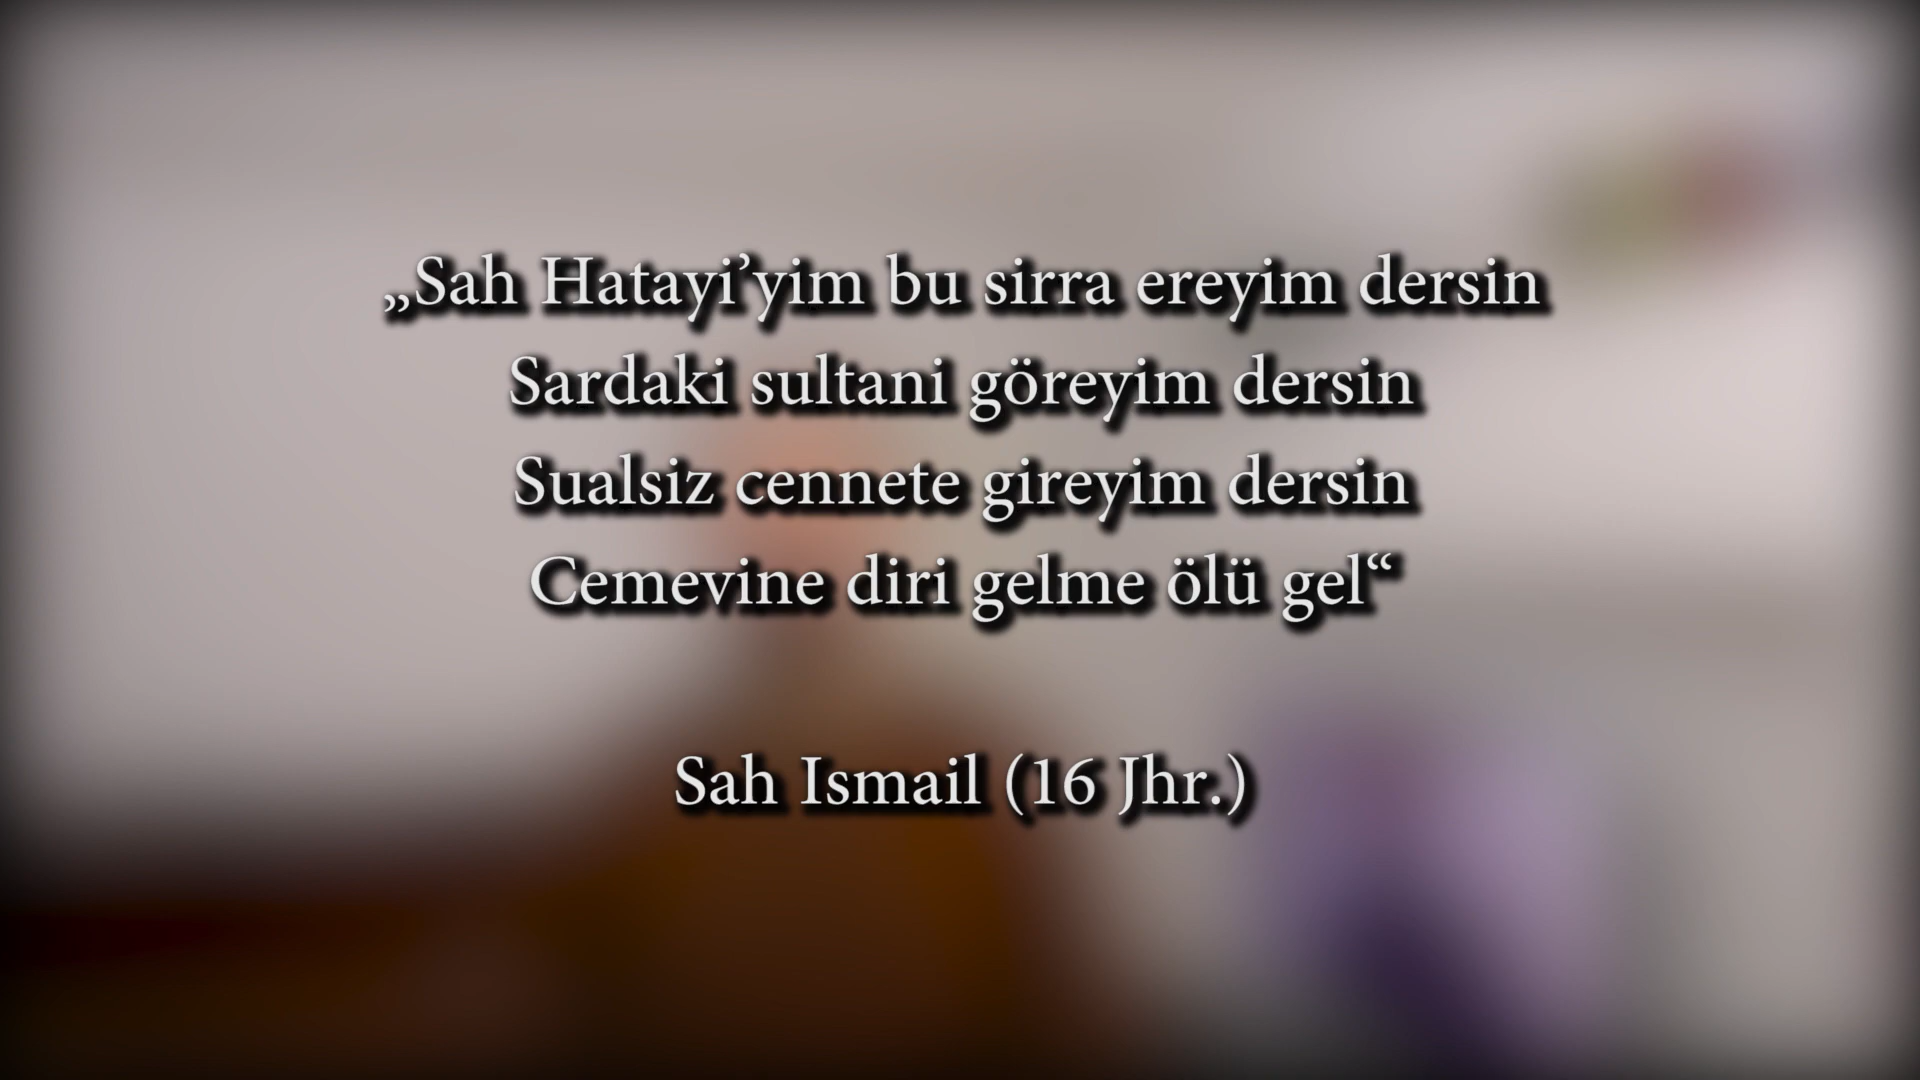 „Sah Hatayi’yim bu sirra ereyim dersin
Sardaki sultani göreyim dersin
Sualsiz cennete gireyim dersin
Cemevine diri gelme ölü gel“
Sah Ismail (16 Jhr.)